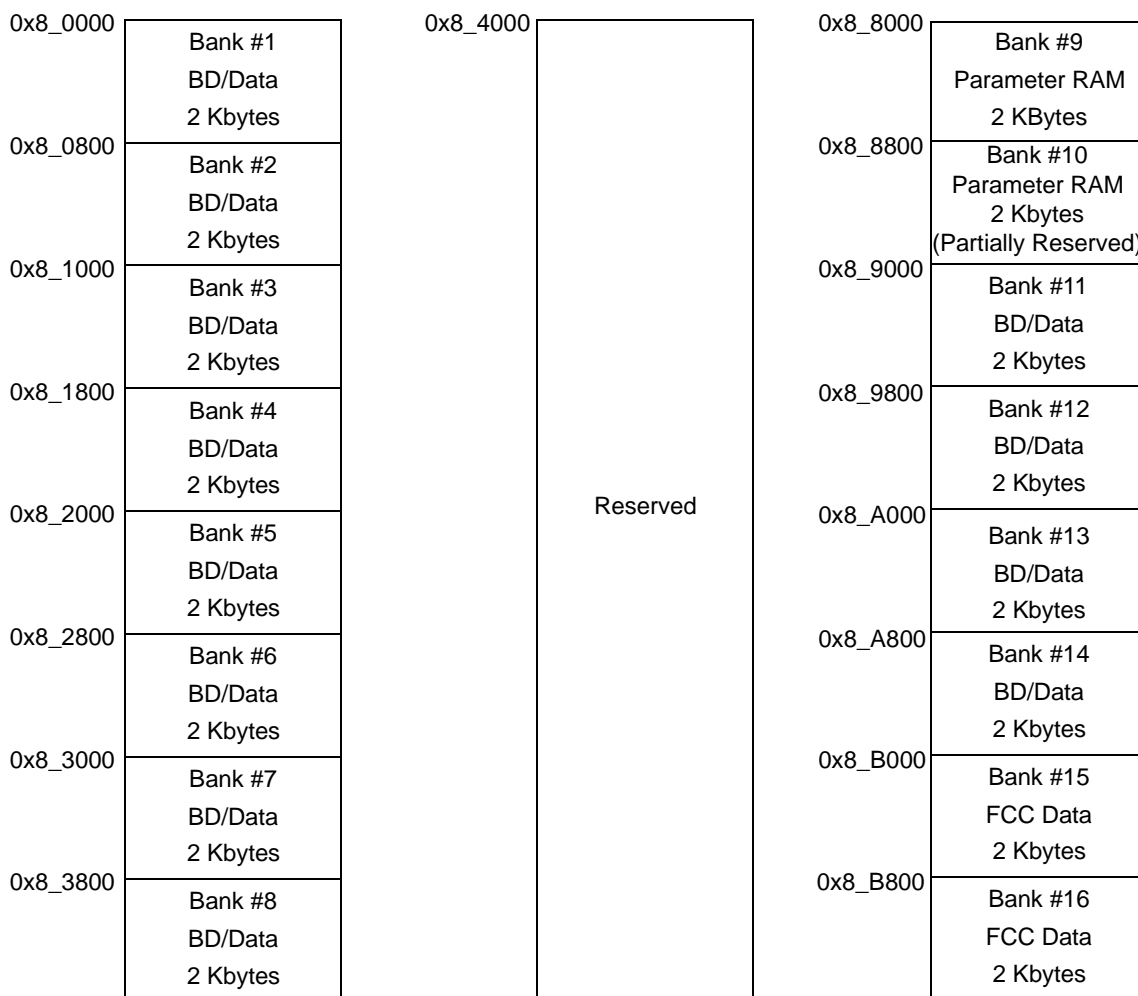 0x8_0000
Bank #1
BD/Data
2 Kbytes
0x8_0800
Bank #2
BD/Data
2 Kbytes
0x8_1000
Bank #3
BD/Data
2 Kbytes
0x8_1800
Bank #4
BD/Data
2 Kbytes
0x8_2000
Bank #5
BD/Data
2 Kbytes
0x8_2800
Bank #6
BD/Data
2 Kbytes
0x8_3000
Bank #7
BD/Data
2 Kbytes
0x8_3800
Bank #8
BD/Data
2 Kbytes
0x8_4000
Reserved
0x8_8000
Bank #9
Parameter RAM
2 KBytes
0x8_8800
Bank #10
Parameter RAM
2 Kbytes
(Partially Reserved)
0x8_9000
Bank #11
BD/Data
2 Kbytes
0x8_9800
Bank #12
BD/Data
2 Kbytes
0x8_A000
Bank #13
BD/Data
2 Kbytes
0x8_A800
Bank #14
BD/Data
2 Kbytes
0x8_B000
Bank #15
FCC Data
2 Kbytes
0x8_B800
Bank #16
FCC Data
2 Kbytes